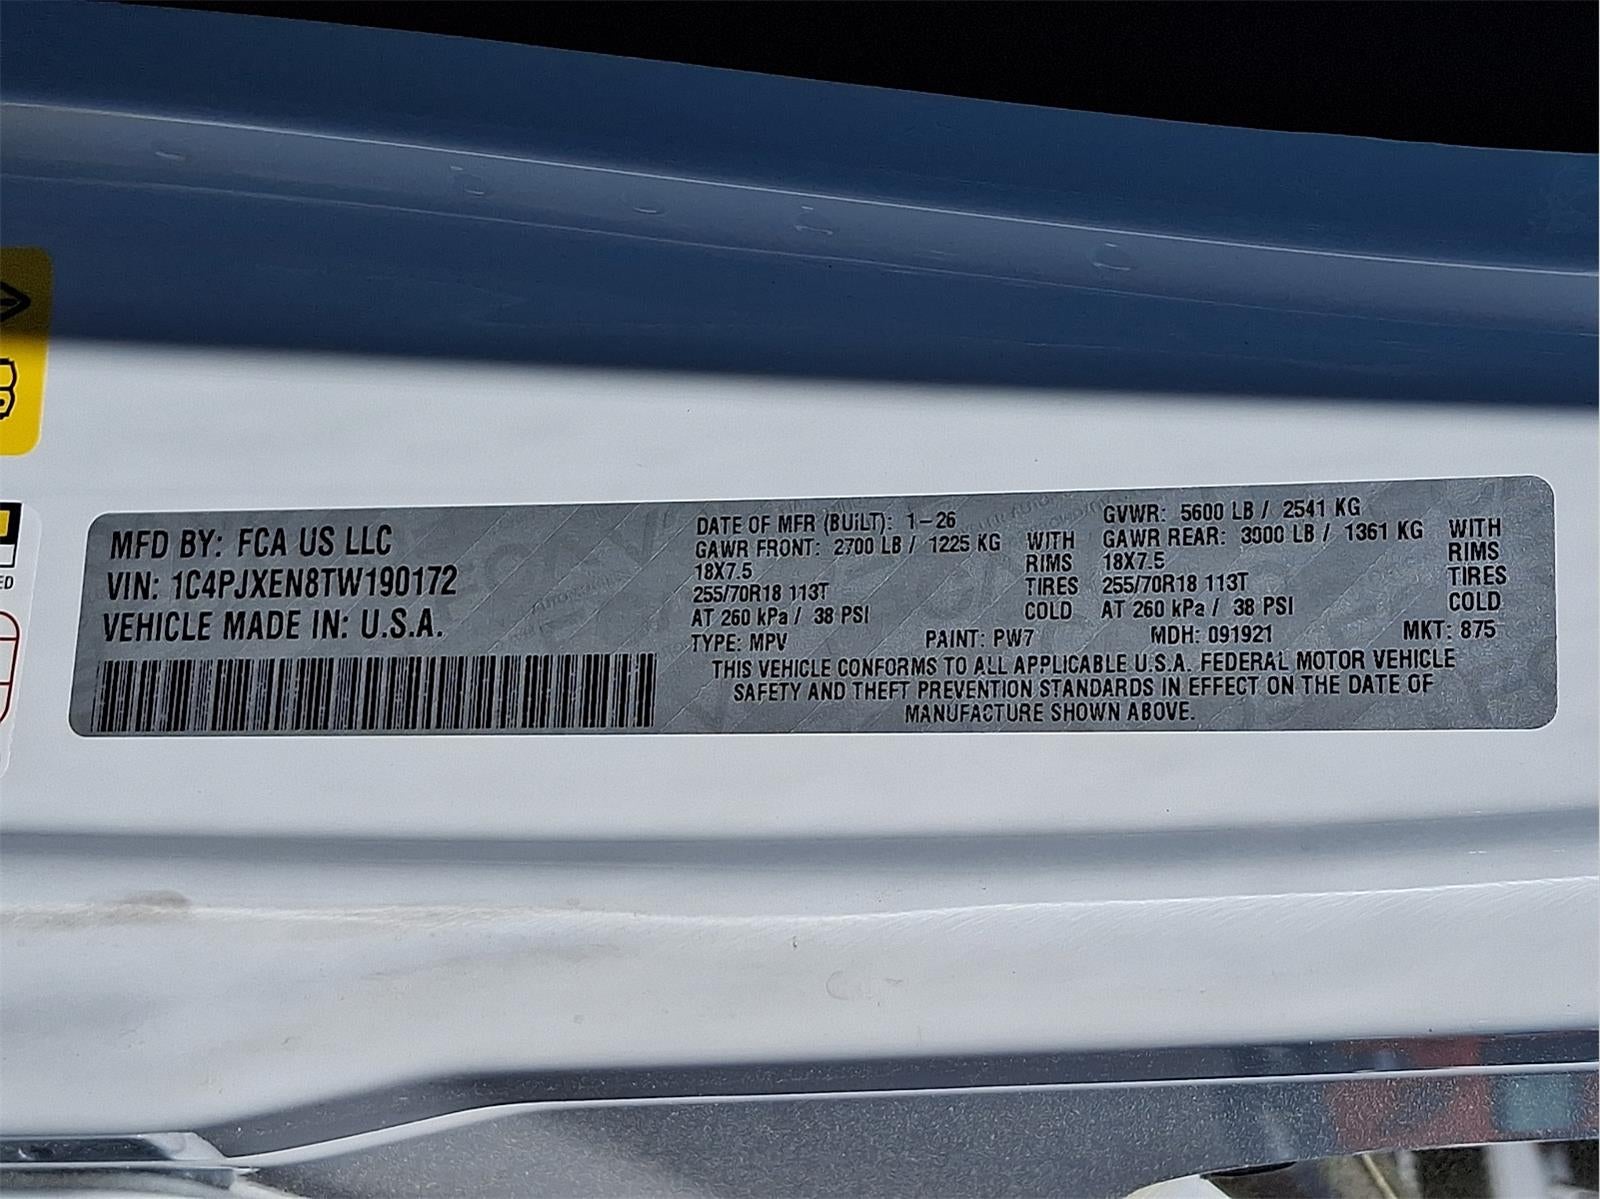 MFD BY: FCA US LLC
VIN: 1C4PJXEN8TW190172
VEHICLE MADE IN: U.S.A.
DATE OF MFR (BUILT): 1-26
GAWR FRONT: 2700 LB / 1225 KG WITH
18X7.5 RIMS
255/70R18 113T TIRES
AT 260 kPa / 38 PSI COLD
GVWR: 5600 LB / 2541 KG
GAWR REAR: 3000 LB / 1361 KG WITH
18X7.5 RIMS
255/70R18 113T TIRES
AT 260 kPa / 38 PSI COLD
TYPE: MPV PAINT: PW7 MDH: 091921 MKT: 875
THIS VEHICLE CONFORMS TO ALL APPLICABLE U.S.A. FEDERAL MOTOR VEHICLE
SAFETY AND THEFT PREVENTION STANDARDS IN EFFECT ON THE DATE OF
MANUFACTURE SHOWN ABOVE.